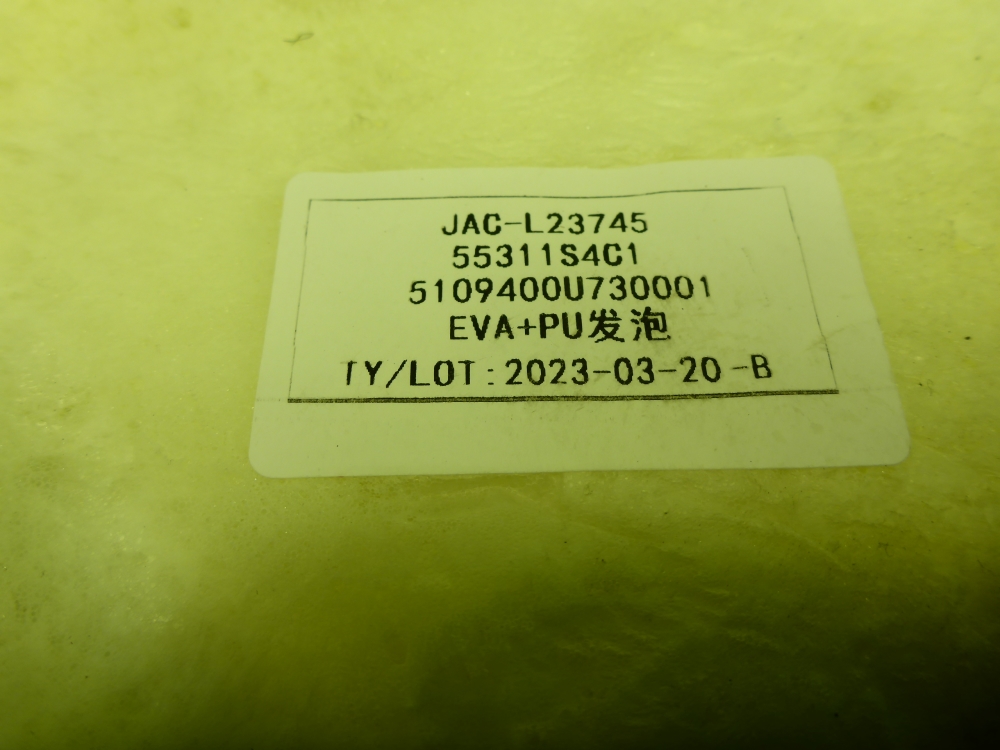 JAC-L23745
55311S4C1
5109400U730001
EVA+PU发泡
TY/LOT:2023-03-20-B